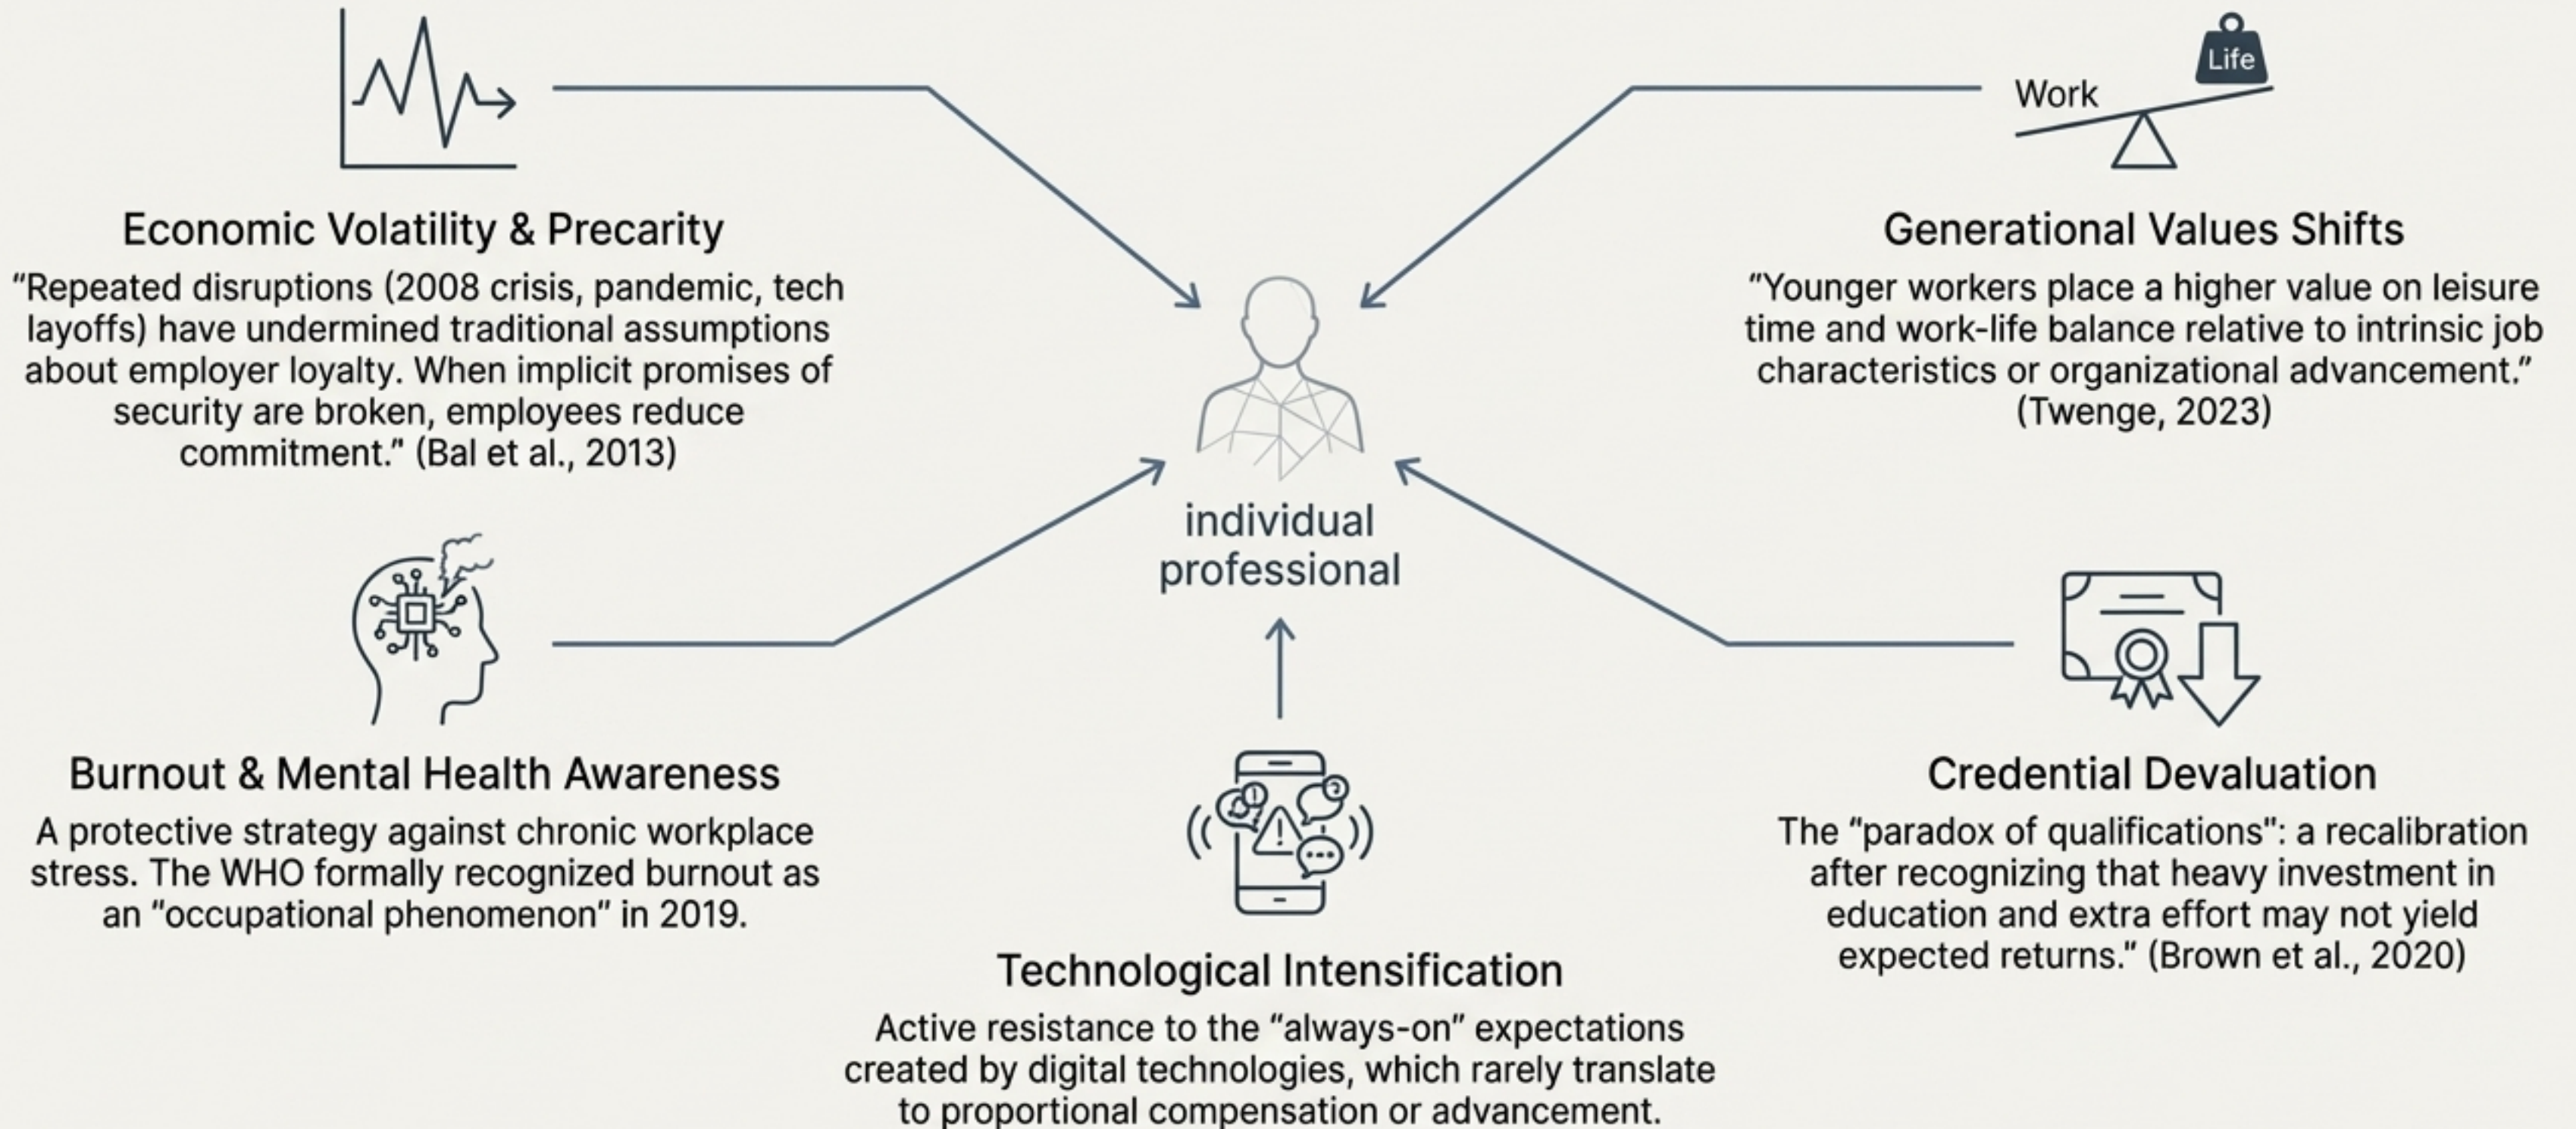 Economic Volatility & Precarity
"Repeated disruptions (2008 crisis, pandemic, tech
layoffs) have undermined traditional assumptions
about employer loyalty. When implicit promises of
security are broken, employees reduce
commitment." (Bal et al., 2013)
Work
Life
Generational Values Shifts
"Younger workers place a higher value on leisure
time and work-life balance relative to intrinsic job
characteristics or organizational advancement."
(Twenge, 2023)
individual
professional
Burnout & Mental Health Awareness
A protective strategy against chronic workplace
stress. The WHO formally recognized burnout as
an "occupational phenomenon" in 2019.
Technological Intensification
Active resistance to the "always-on" expectations
created by digital technologies, which rarely translate
to proportional compensation or advancement.
Credential Devaluation
The "paradox of qualifications": a recalibration
after recognizing that heavy investment in
education and extra effort may not yield
expected returns." (Brown et al., 2020)